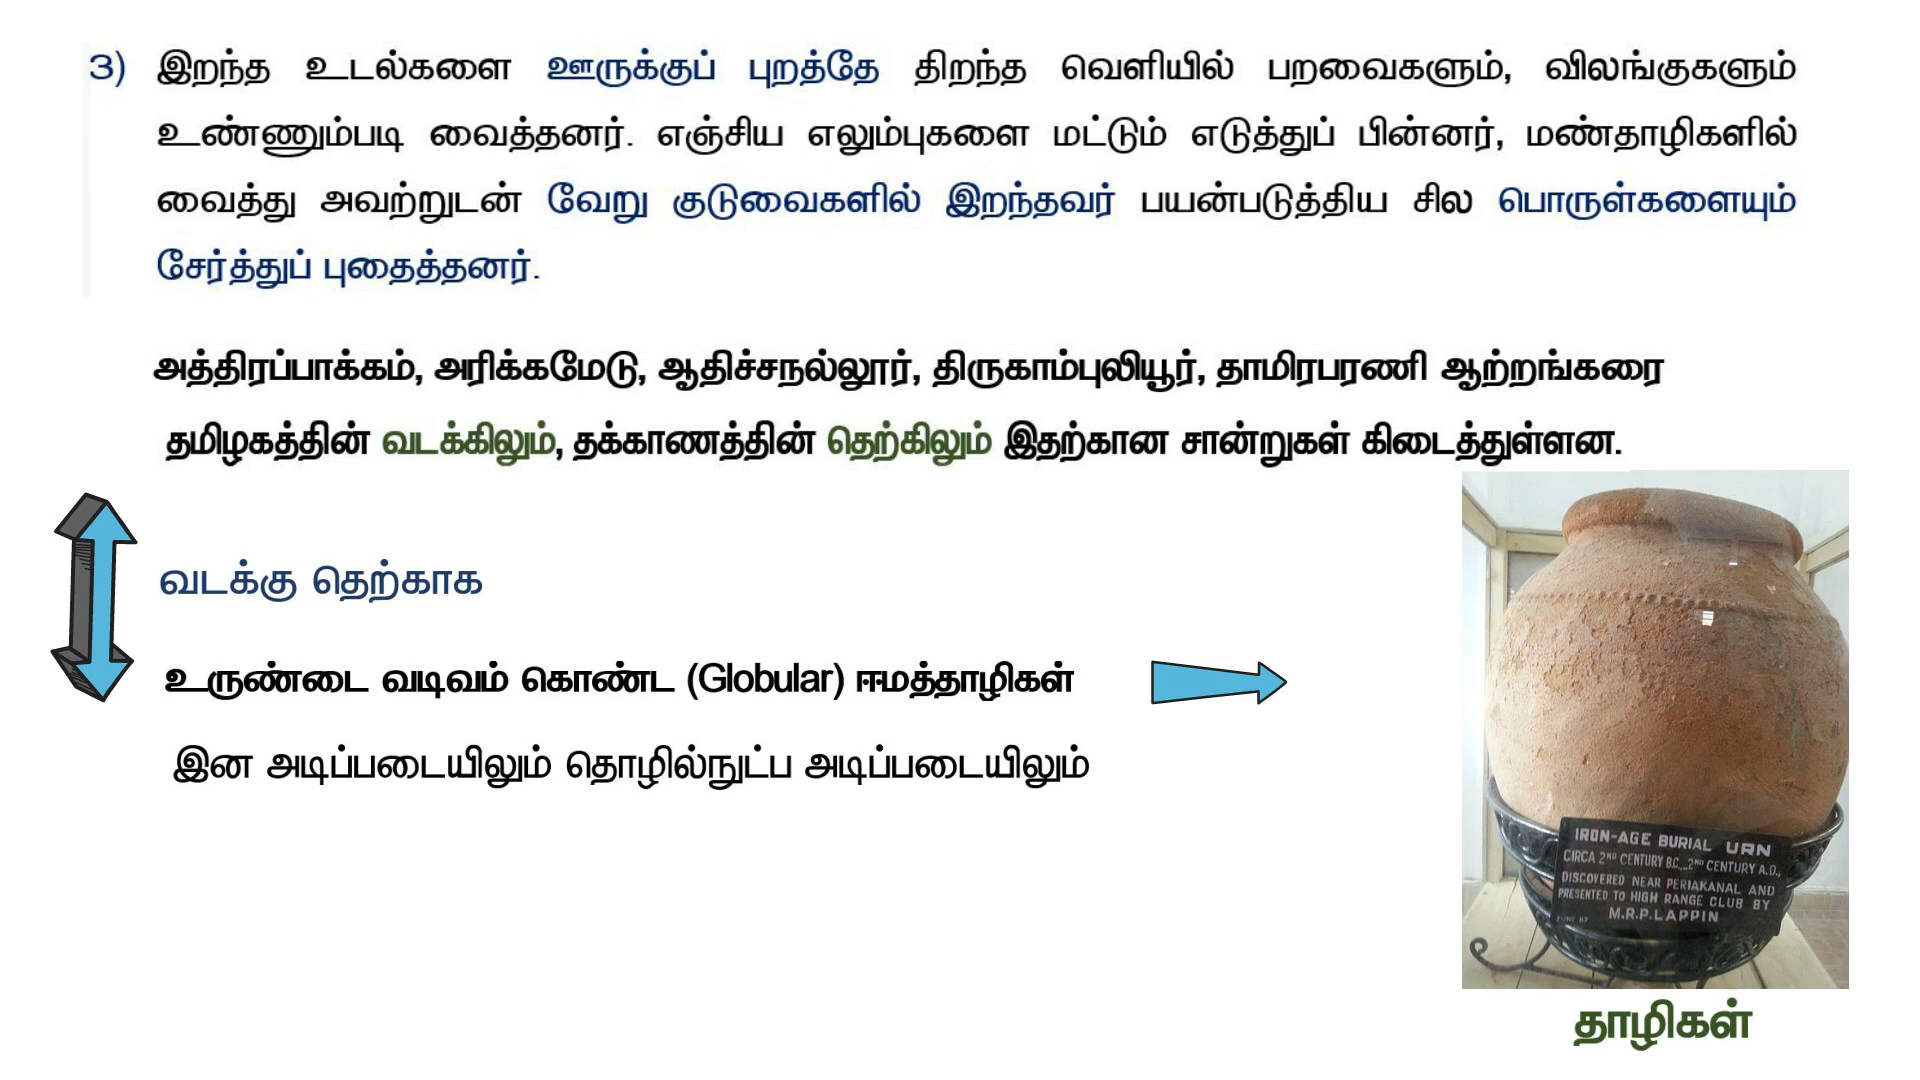 3) இறந்த உடல்களை ஊருக்குப் புறத்தே திறந்த வெளியில் பறவைகளும், விலங்குகளும்
உண்ணும்படி வைத்தனர். எஞ்சிய எலும்புகளை மட்டும் எடுத்துப் பின்னர், மண்தாழிகளில்
வைத்து அவற்றுடன் வேறு குடுவைகளில் இறந்தவர் பயன்படுத்திய சில பொருள்களையும்
சேர்த்துப் புதைத்தனர்.
அத்திரப்பாக்கம், அரிக்கமேடு, ஆதிச்சநல்லூர், திருகாம்புலியூர், தாமிரபரணி ஆற்றங்கரை
தமிழகத்தின் வடக்கிலும், தக்காணத்தின் தெற்கிலும் இதற்கான சான்றுகள் கிடைத்துள்ளன.
வடக்கு தெற்காக
உருண்டை வடிவம் கொண்ட (Globular) ஈமத்தாழிகள்
இன அடிப்படையிலும் தொழில்நுட்ப அடிப்படையிலும்
IRON-AGE BURIAL URN
CIRCA 2ND CENTURY B.C._2ND CENTURY A.D.,
DISCOVERED NEAR PERIAKANAL AND
PRESENTED TO HIGH RANGE CLUB BY
JUNE 67 M.R.P.LAPPIN
தாழிகள்